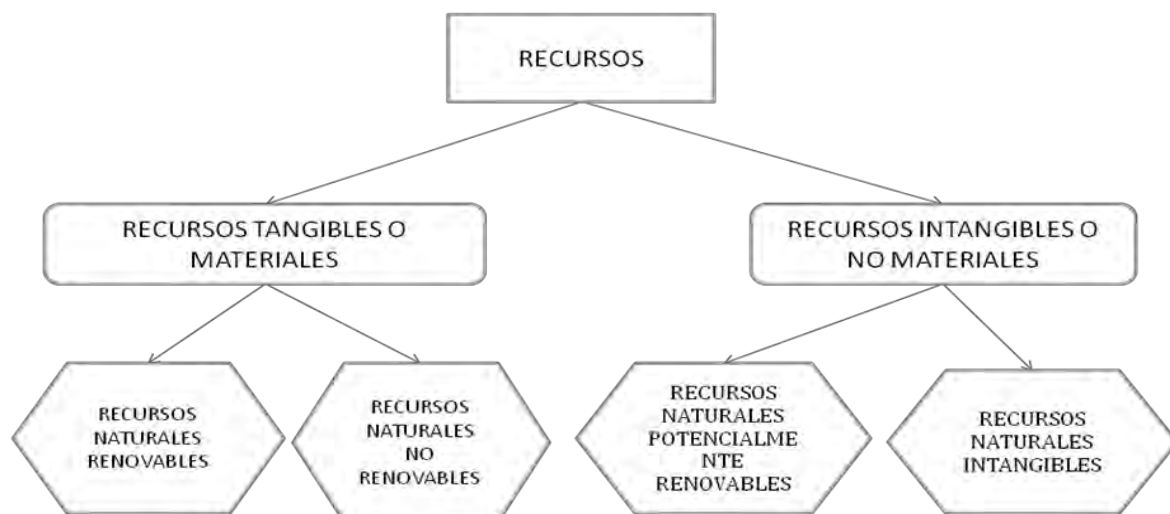 RECURSOS
RECURSOS TANGIBLES O
MATERIALES
RECURSOS INTANGIBLES O
NO MATERIALES
RECURSOS
NATURALES
RENOVABLES
RECURSOS
NATURALES
NO
RENOVABLES
RECURSOS
NATURALES
POTENCIALME
NTE
RENOVABLES
RECURSOS
NATURALES
INTANGIBLES